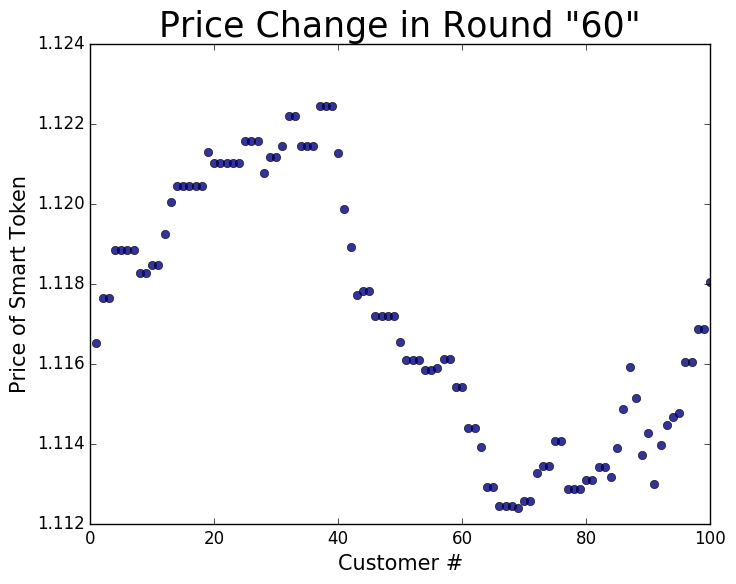 Price Change in Round "60"
1.124
1.122
1.120
1.118
1.116
1.114
1.112
Price of Smart Token
0 20 40 60 80 100
Customer #